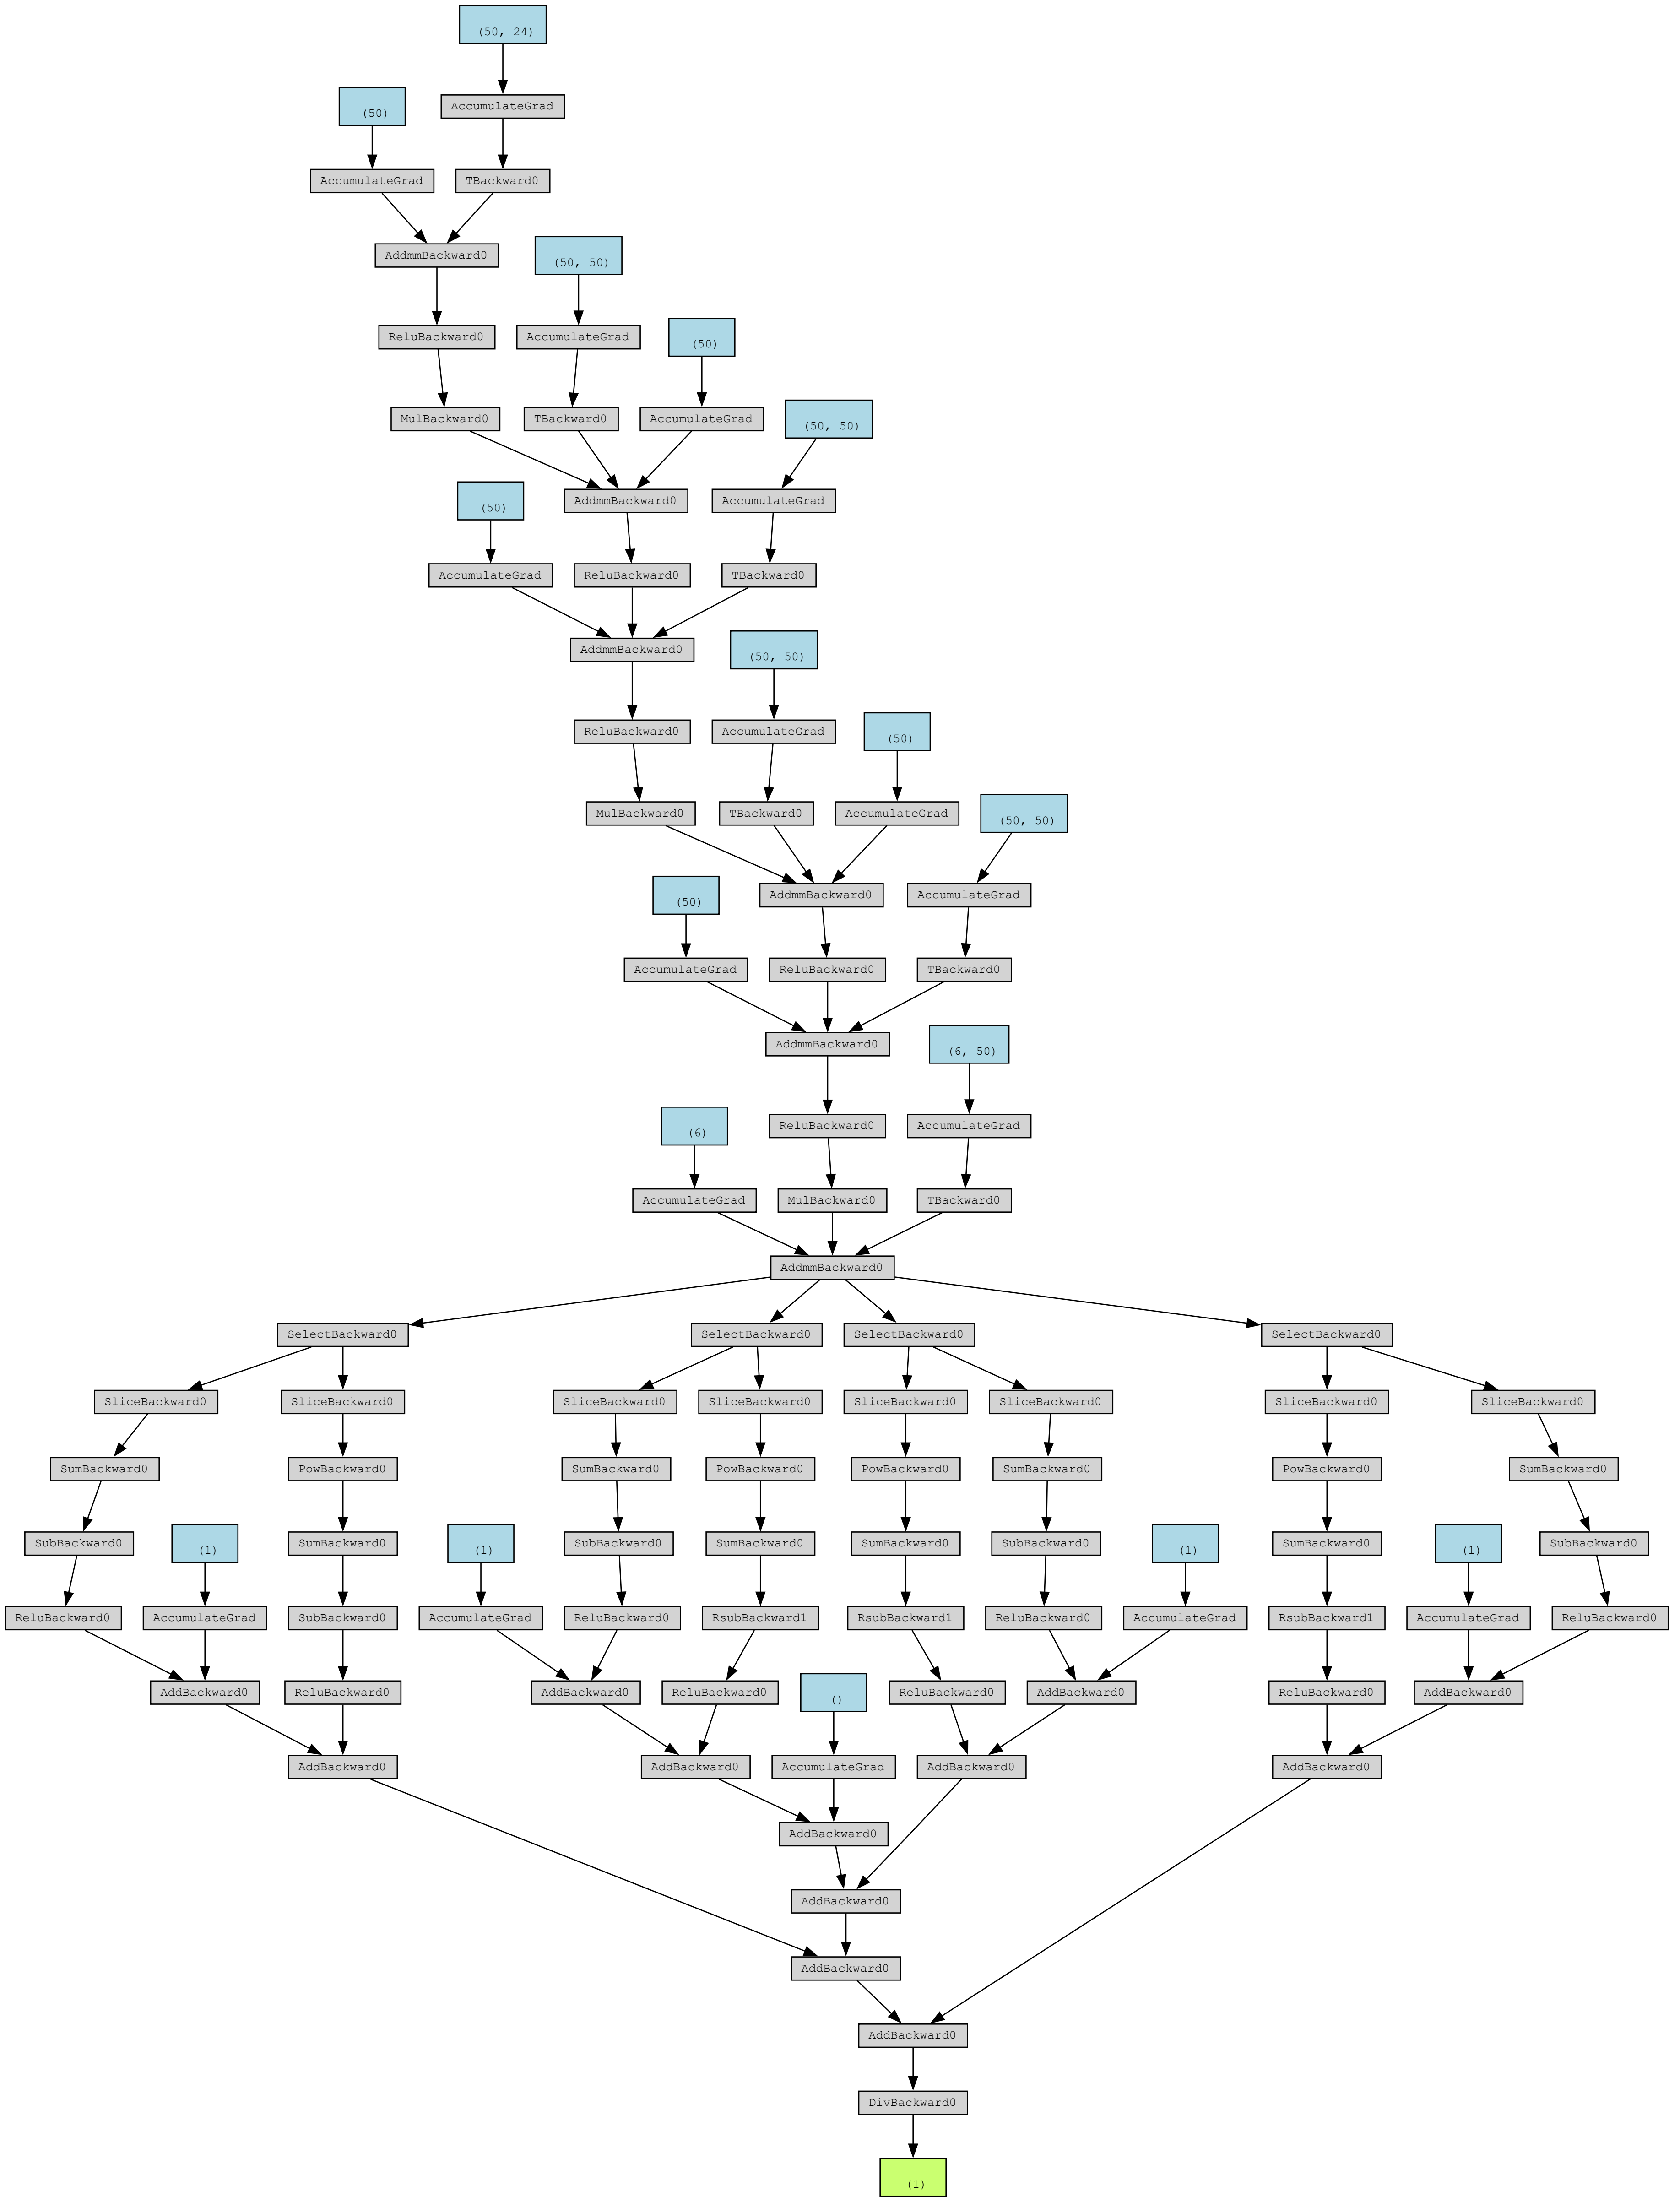 (50, 24)
AccumulateGrad
(50)
AccumulateGrad
TBackward0
AddmmBackward0
(50, 50)
ReluBackward0
AccumulateGrad
(50)
MulBackward0
TBackward0
AccumulateGrad
(50, 50)
AddmmBackward0
AccumulateGrad
(50)
AccumulateGrad
ReluBackward0
TBackward0
AddmmBackward0
(50, 50)
ReluBackward0
AccumulateGrad
(50)
MulBackward0
TBackward0
AccumulateGrad
(50, 50)
AddmmBackward0
AccumulateGrad
(50)
AccumulateGrad
ReluBackward0
TBackward0
AddmmBackward0
(6, 50)
ReluBackward0
AccumulateGrad
(6)
AccumulateGrad
MulBackward0
TBackward0
AddmmBackward0
SelectBackward0
SelectBackward0
SelectBackward0
SelectBackward0
SliceBackward0
SliceBackward0
SliceBackward0
SliceBackward0
SliceBackward0
SliceBackward0
SliceBackward0
SliceBackward0
SumBackward0
PowBackward0
SumBackward0
PowBackward0
PowBackward0
SumBackward0
PowBackward0
SumBackward0
SubBackward0
(1)
SumBackward0
(1)
SubBackward0
SumBackward0
SumBackward0
SubBackward0
(1)
SumBackward0
(1)
SubBackward0
ReluBackward0
AccumulateGrad
SubBackward0
AccumulateGrad
ReluBackward0
RsubBackward1
RsubBackward1
ReluBackward0
AccumulateGrad
RsubBackward1
AccumulateGrad
ReluBackward0
AddBackward0
ReluBackward0
AddBackward0
ReluBackward0
()
ReluBackward0
AddBackward0
ReluBackward0
AddBackward0
AddBackward0
AddBackward0
AccumulateGrad
AddBackward0
AddBackward0
AddBackward0
AddBackward0
AddBackward0
AddBackward0
DivBackward0
(1)